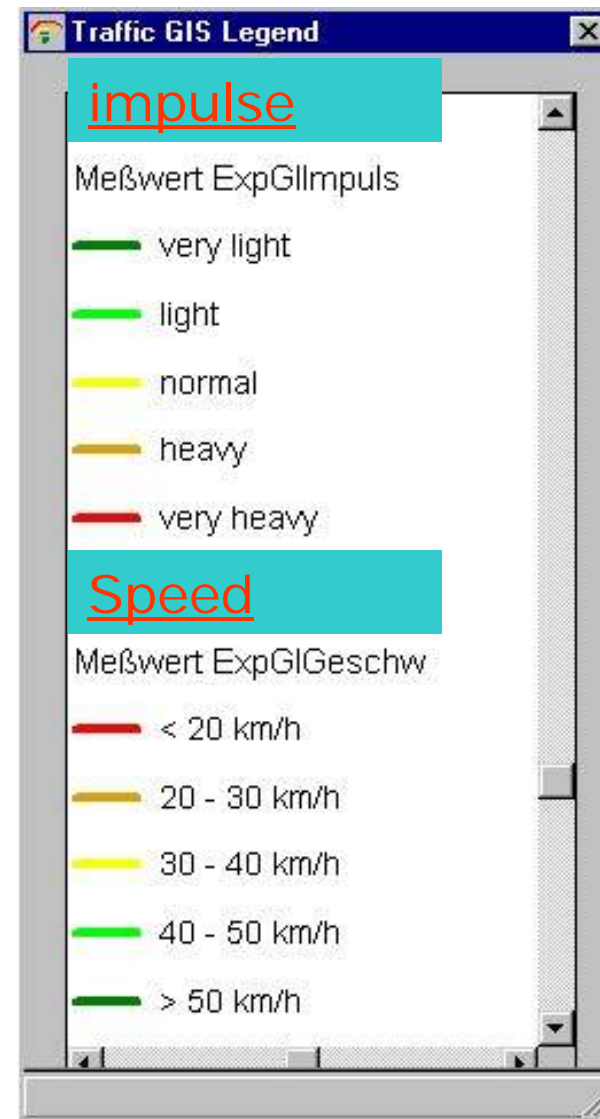 Traffic GIS Legend
impulse
Meßwert ExpGlImpuls
very light
light
normal
heavy
very heavy
Speed
Meßwert ExpGlGeschw
< 20 km/h
20 - 30 km/h
30 - 40 km/h
40 - 50 km/h
> 50 km/h